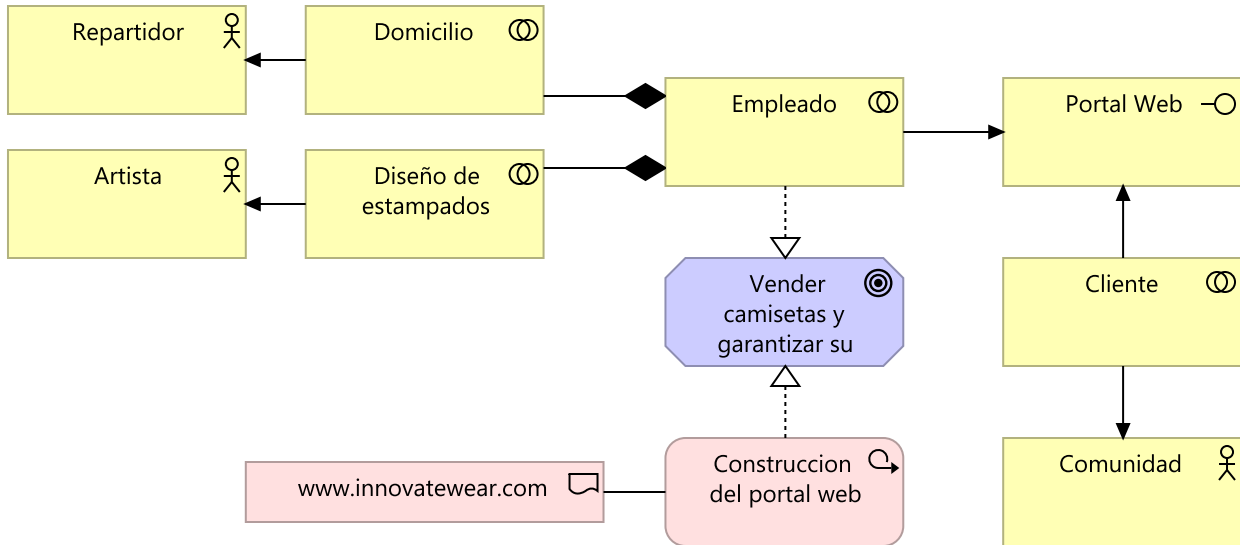 Repartidor
Domicilio
Empleado
Portal Web
Artista
Diseño de
estampados
Vender
camisetas y
garantizar su
Cliente
www.innovatewear.com
Construccion
del portal web
Comunidad